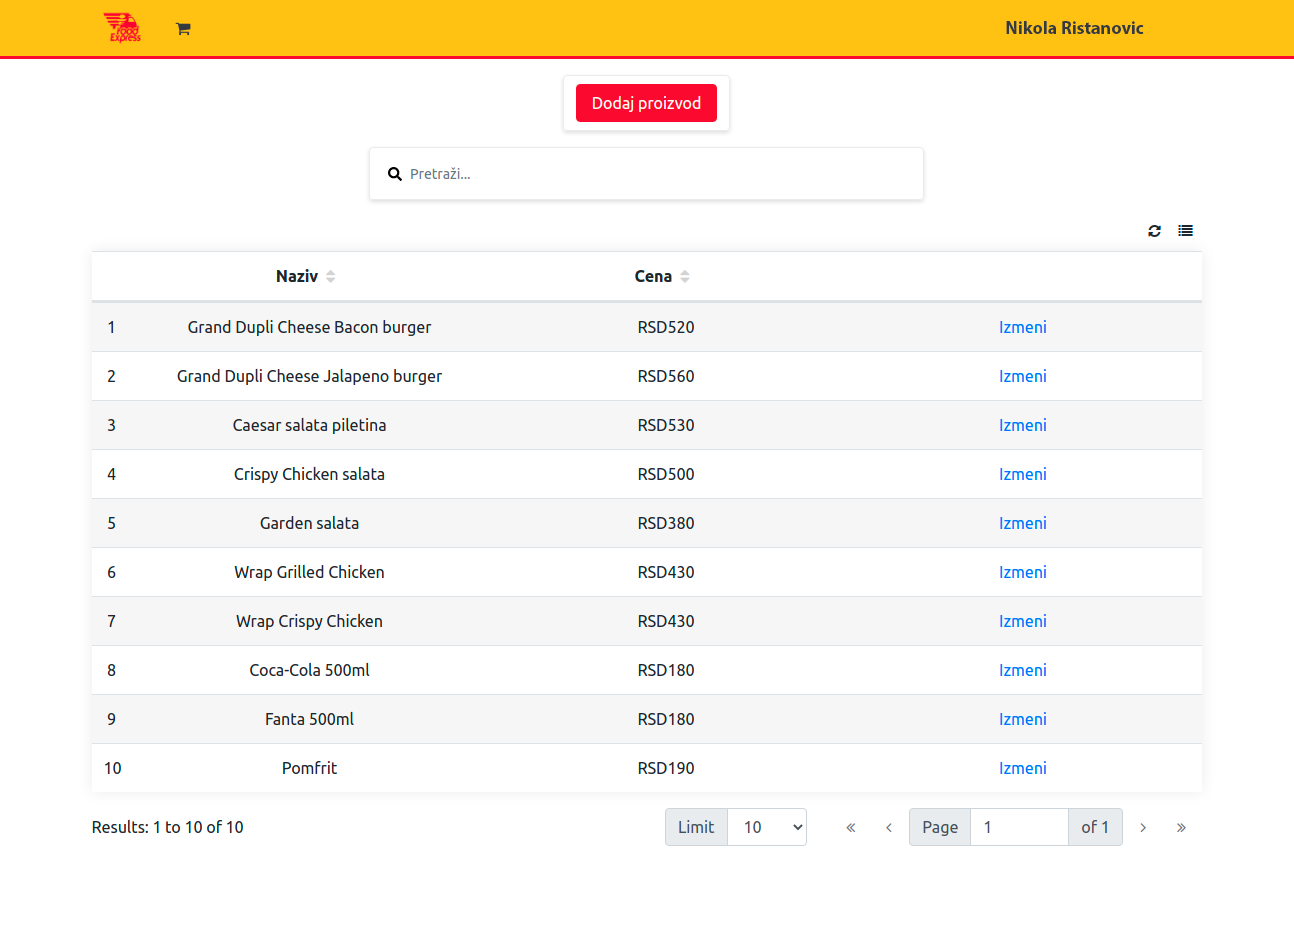 Food
Express
Nikola Ristanovic
Dodaj proizvod
Pretraži...
Naziv Cena
1 Grand Dupli Cheese Bacon burger RSD520 Izmeni
2 Grand Dupli Cheese Jalapeno burger RSD560 Izmeni
3 Caesar salata piletina RSD530 Izmeni
4 Crispy Chicken salata RSD500 Izmeni
5 Garden salata RSD380 Izmeni
6 Wrap Grilled Chicken RSD430 Izmeni
7 Wrap Crispy Chicken RSD430 Izmeni
8 Coca-Cola 500ml RSD180 Izmeni
9 Fanta 500ml RSD180 Izmeni
10 Pomfrit RSD190 Izmeni
Results: 1 to 10 of 10 Limit 10 « ‹ Page 1 of 1 › »